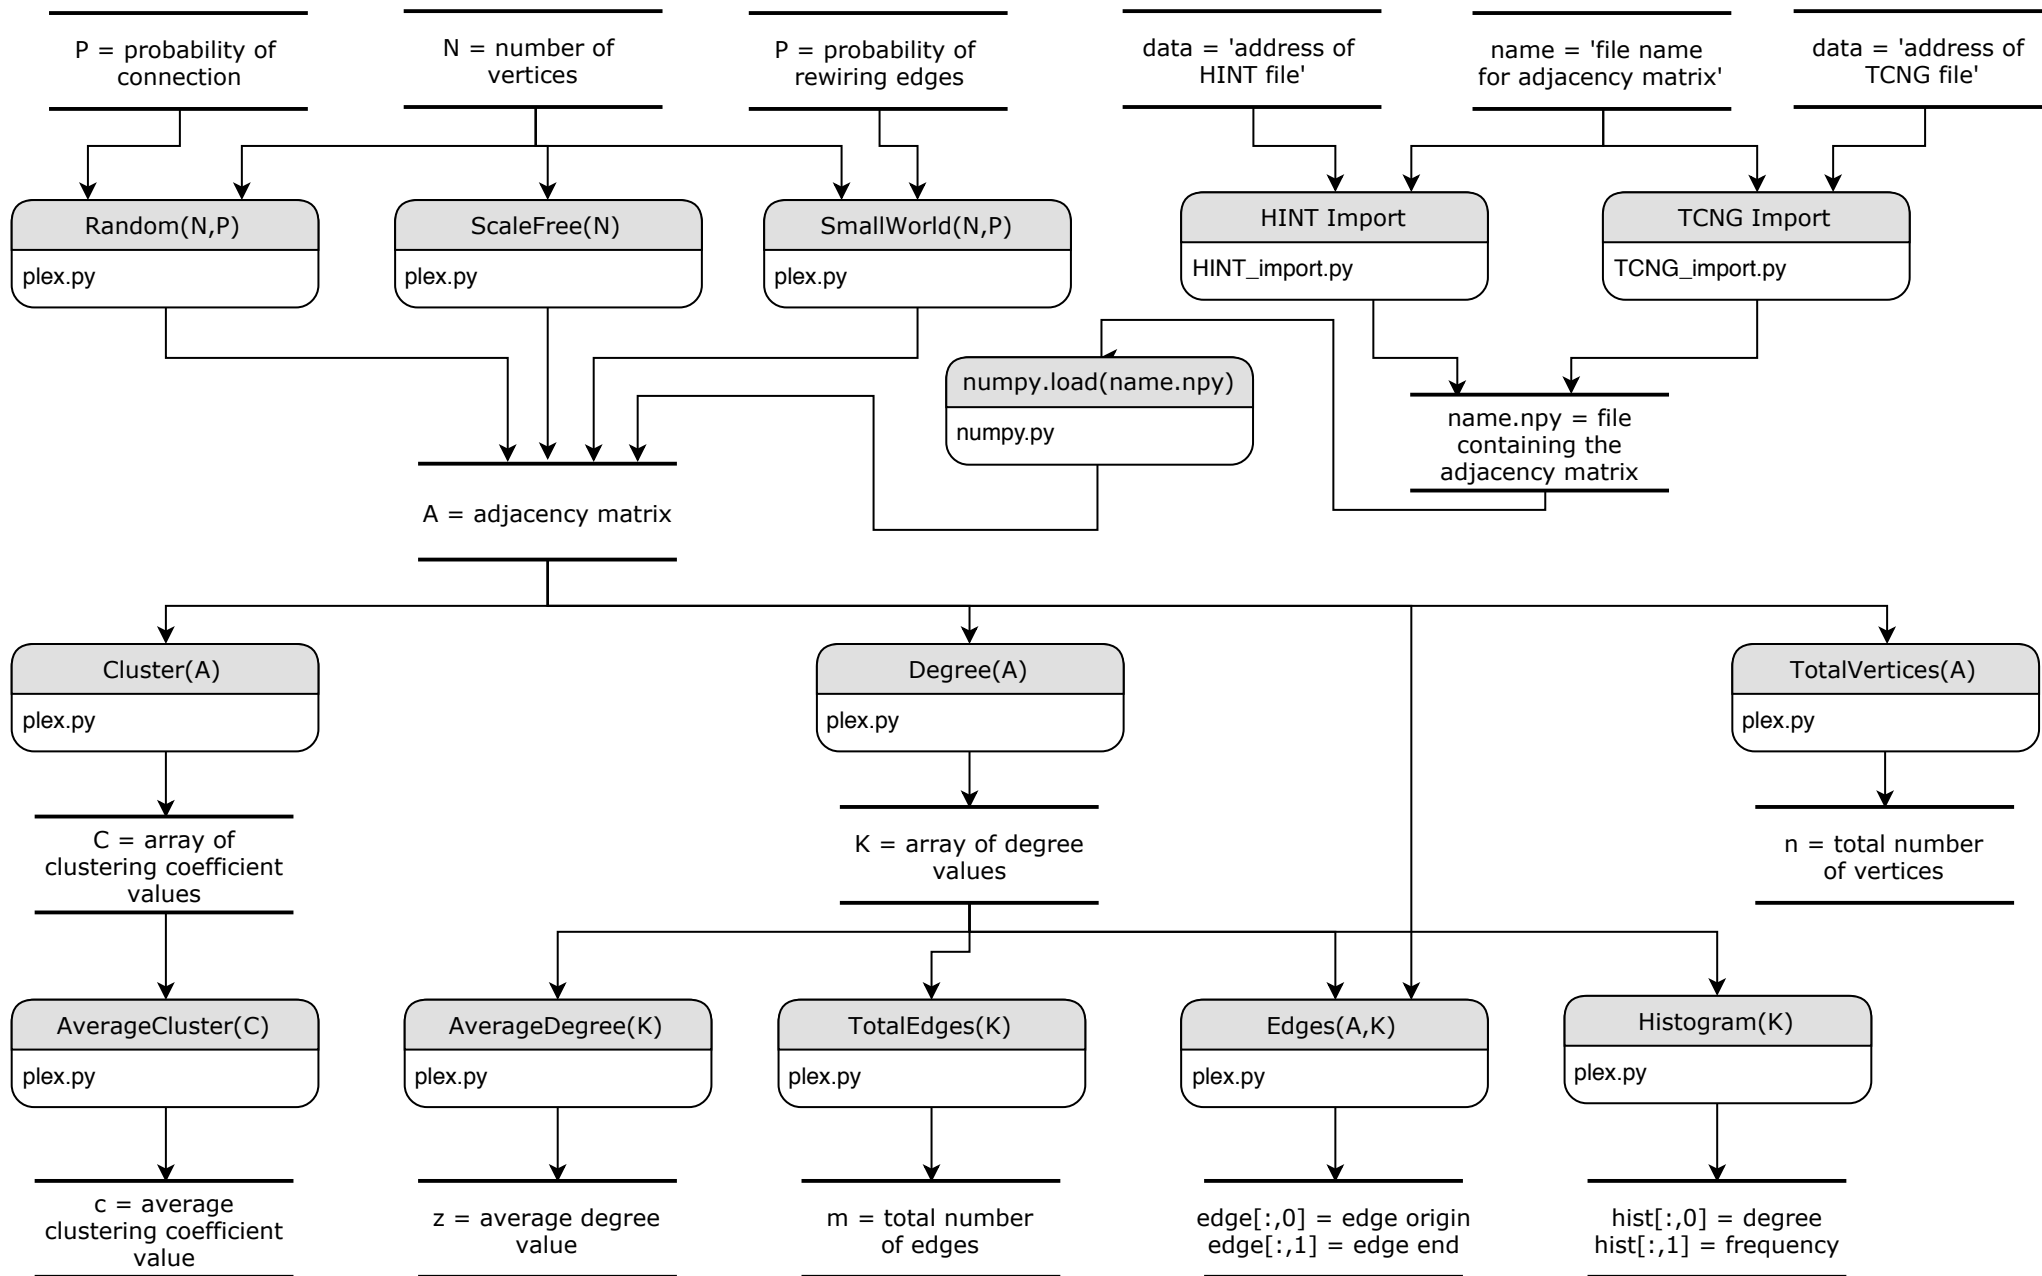 P = probability of
connection
N = number of
vertices
P = probability of
rewiring edges
data = 'address of
HINT file'
name = 'file name
for adjacency matrix'
data = 'address of
TCNG file'
Random(N,P)
plex.py
ScaleFree(N)
plex.py
SmallWorld(N,P)
plex.py
HINT Import
HINT_import.py
TCNG Import
TCNG_import.py
numpy.load(name.npy)
numpy.py
name.npy = file
containing the
adjacency matrix
A = adjacency matrix
Cluster(A)
plex.py
Degree(A)
plex.py
TotalVertices(A)
plex.py
C = array of
clustering coefficient
values
K = array of degree
values
n = total number
of vertices
AverageCluster(C)
plex.py
AverageDegree(K)
plex.py
TotalEdges(K)
plex.py
Edges(A,K)
plex.py
Histogram(K)
plex.py
c = average
clustering coefficient
value
z = average degree
value
m = total number
of edges
edge[:,0] = edge origin
edge[:,1] = edge end
hist[:,0] = degree
hist[:,1] = frequency